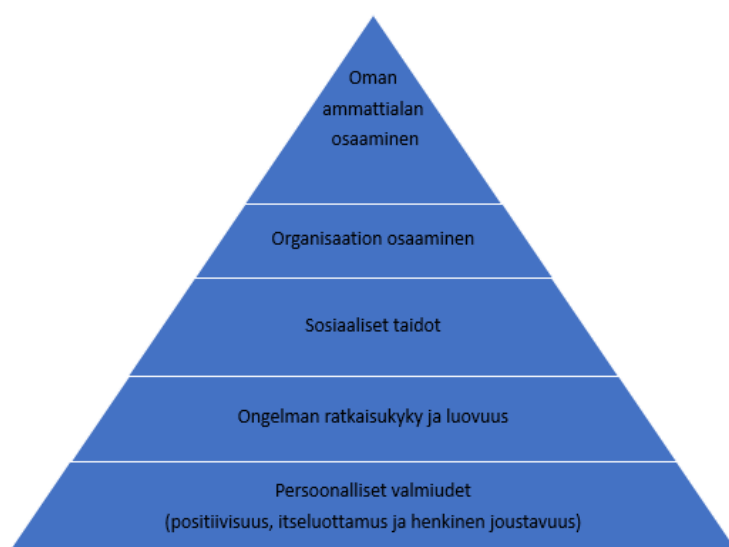 Oman
ammattialan
osaaminen
Organisaation osaaminen
Sosiaaliset taidot
Ongelman ratkaisukyky ja luovuus
Persoonalliset valmiudet
(positiivisuus, itseluottamus ja henkinen joustavuus)